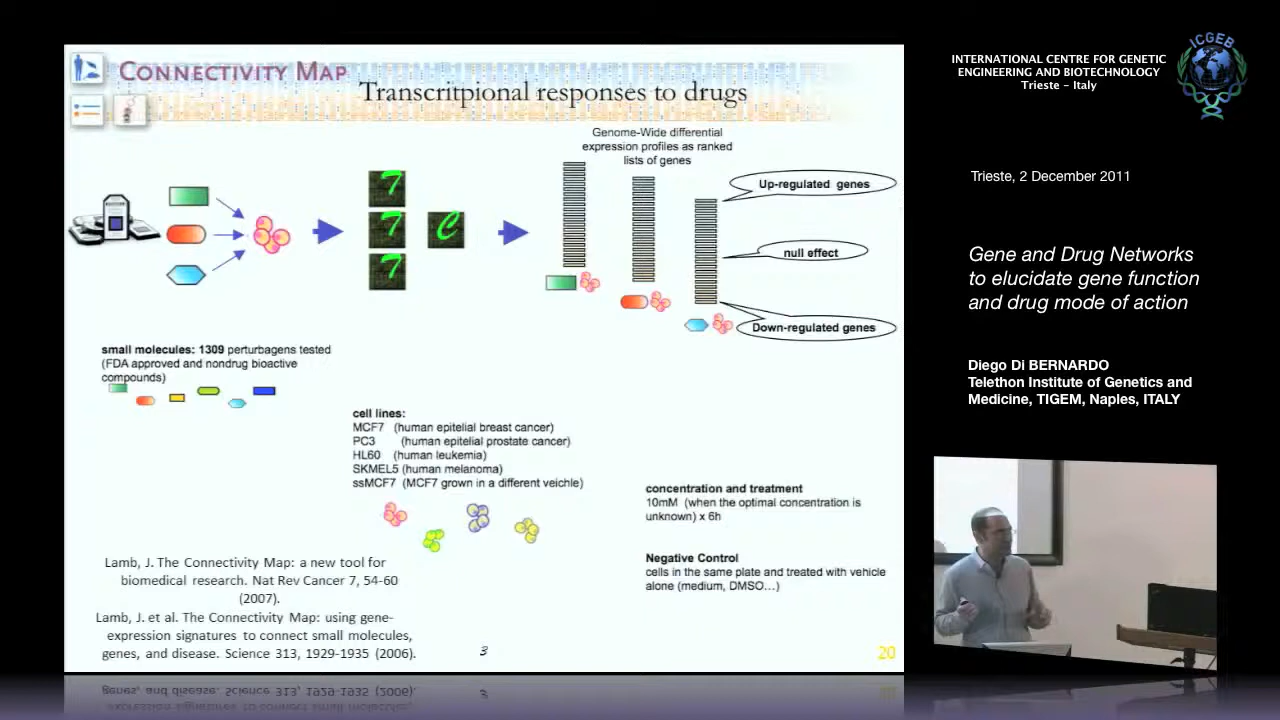 CONNECTIVITY MAP
Transcritpional responses to drugs
Genome-Wide differential
expression profiles as ranked
lists of genes
Up-regulated genes
null effect
Down-regulated genes
T
T
C
T
small molecules: 1309 perturbagens tested
(FDA approved and nondrug bioactive
compounds)
cell lines:
MCF7 (human epitelial breast cancer)
PC3 (human epitelial prostate cancer)
HL60 (human leukemia)
SKMEL5 (human melanoma)
ssMCF7 (MCF7 grown in a different veichle)
concentration and treatment
10mM (when the optimal concentration is
unknown) x 6h
Negative Control
cells in the same plate and treated with vehicle
alone (medium, DMSO...)
Lamb, J. The Connectivity Map: a new tool for
biomedical research. Nat Rev Cancer 7, 54-60
(2007).
Lamb, J. et al. The Connectivity Map: using gene-
expression signatures to connect small molecules,
genes, and disease. Science 313, 1929-1935 (2006).
3
20
INTERNATIONAL CENTRE FOR GENETIC
ENGINEERING AND BIOTECHNOLOGY
Trieste - Italy
ICGEB
Trieste, 2 December 2011
Gene and Drug Networks
to elucidate gene function
and drug mode of action
Diego Di BERNARDO
Telethon Institute of Genetics and
Medicine, TIGEM, Naples, ITALY